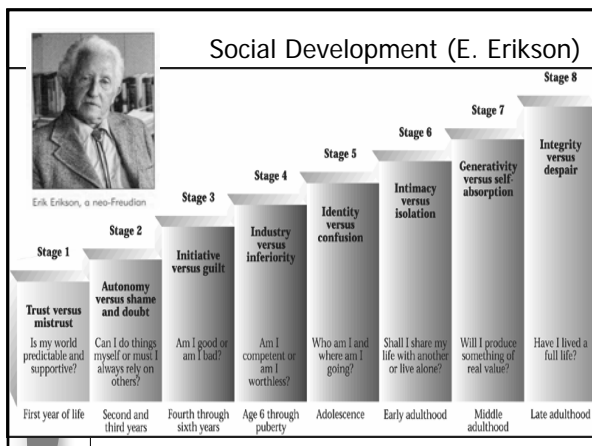 Social Development (E. Erikson)
Erik Erikson, a neo-Freudian
Stage 1
Trust versus
mistrust
Is my world
predictable and
supportive?
First year of life
Stage 2
Autonomy
versus shame
and doubt
Can I do things
myself or must I
always rely on
others?
Second and
third years
Stage 3
Initiative
versus guilt
Am I good or
am I bad?
Fourth through
sixth years
Stage 4
Industry
versus
inferiority
Am I
competent or
am I
worthless?
Age 6 through
puberty
Stage 5
Identity
versus
confusion
Who am I and
where am I
going?
Adolescence
Stage 6
Intimacy
versus
isolation
Shall I share my
life with another
or live alone?
Early adulthood
Stage 7
Generativity
versus self-
absorption
Will I produce
something of
real value?
Middle
adulthood
Stage 8
Integrity
versus
despair
Have I lived a
full life?
Late adulthood